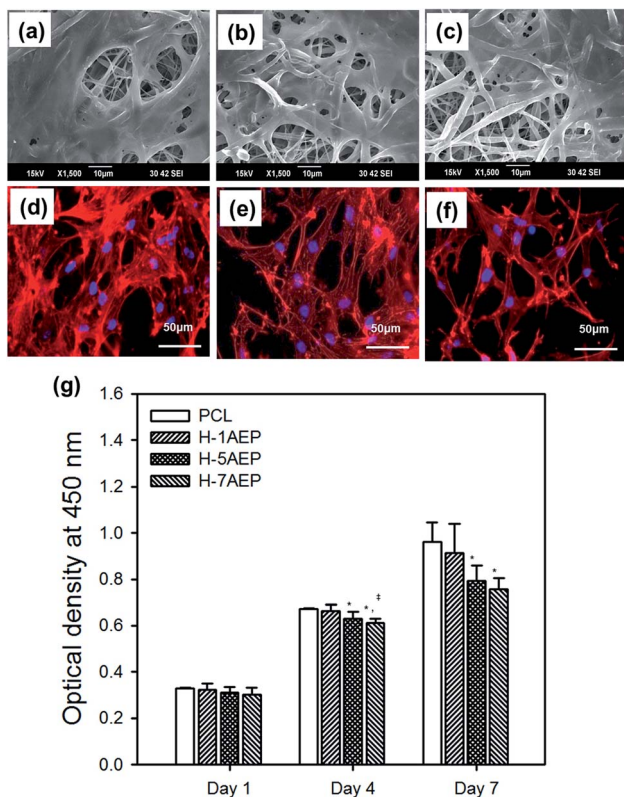 (a)
(b)
(c)
15kV X1,500 10µm 30 42 SEI
15kV X1,500 10µm 30 42 SEI
15kV X1,500 10µm 30 42 SEI
(d)
(e)
(f)
50µm
50µm
50µm
(g)
Optical density at 450 nm
1.6
1.4
1.2
1.0
0.8
0.6
0.4
0.2
0.0
PCL
H-1AEP
H-5AEP
H-7AEP
*
*,
‡
*
*
Day 1
Day 4
Day 7